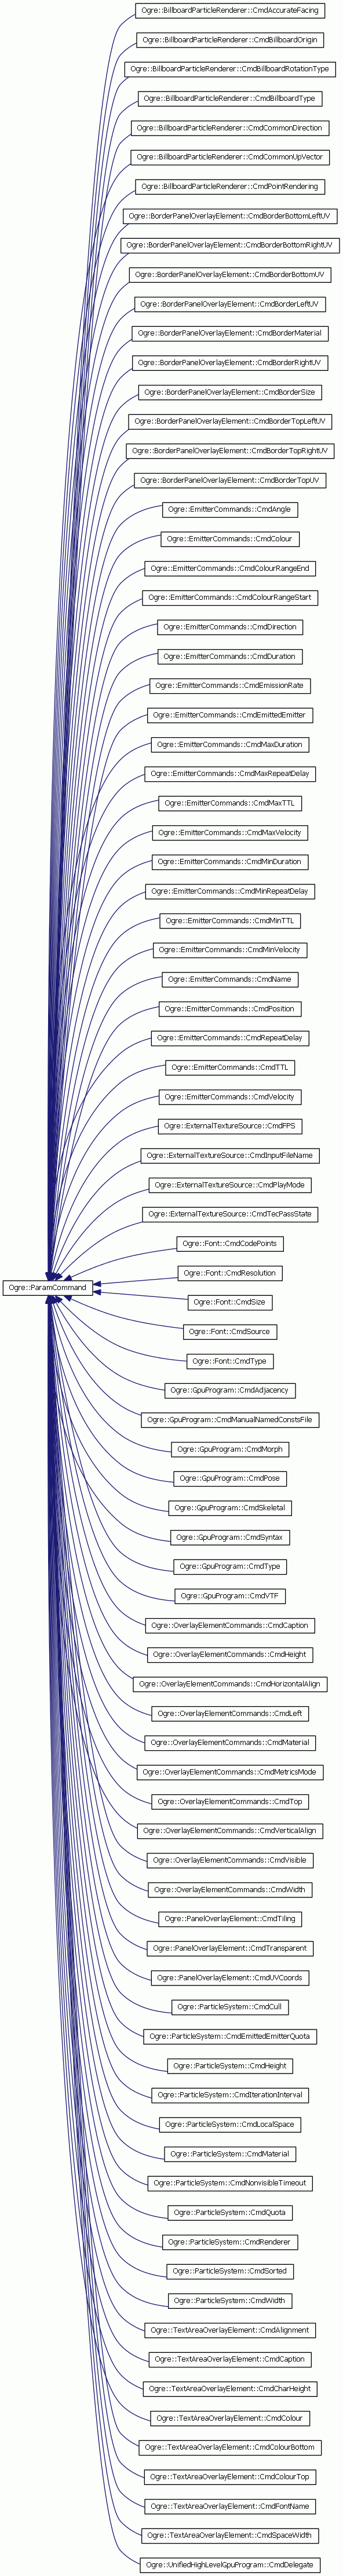 Ogre::BillboardParticleRenderer::CmdAccurateFacing
Ogre::BillboardParticleRenderer::CmdBillboardOrigin
Ogre::BillboardParticleRenderer::CmdBillboardRotationType
Ogre::BillboardParticleRenderer::CmdBillboardType
Ogre::BillboardParticleRenderer::CmdCommonDirection
Ogre::BillboardParticleRenderer::CmdCommonUpVector
Ogre::BillboardParticleRenderer::CmdPointRendering
Ogre::BorderPanelOverlayElement::CmdBorderBottomLeftUV
Ogre::BorderPanelOverlayElement::CmdBorderBottomRightUV
Ogre::BorderPanelOverlayElement::CmdBorderBottomUV
Ogre::BorderPanelOverlayElement::CmdBorderLeftUV
Ogre::BorderPanelOverlayElement::CmdBorderMaterial
Ogre::BorderPanelOverlayElement::CmdBorderRightUV
Ogre::BorderPanelOverlayElement::CmdBorderSize
Ogre::BorderPanelOverlayElement::CmdBorderTopLeftUV
Ogre::BorderPanelOverlayElement::CmdBorderTopRightUV
Ogre::BorderPanelOverlayElement::CmdBorderTopUV
Ogre::EmitterCommands::CmdAngle
Ogre::EmitterCommands::CmdColour
Ogre::EmitterCommands::CmdColourRangeEnd
Ogre::EmitterCommands::CmdColourRangeStart
Ogre::EmitterCommands::CmdDirection
Ogre::EmitterCommands::CmdDuration
Ogre::EmitterCommands::CmdEmissionRate
Ogre::EmitterCommands::CmdEmittedEmitter
Ogre::EmitterCommands::CmdMaxDuration
Ogre::EmitterCommands::CmdMaxRepeatDelay
Ogre::EmitterCommands::CmdMaxTTL
Ogre::EmitterCommands::CmdMaxVelocity
Ogre::EmitterCommands::CmdMinDuration
Ogre::EmitterCommands::CmdMinRepeatDelay
Ogre::EmitterCommands::CmdMinTTL
Ogre::EmitterCommands::CmdMinVelocity
Ogre::EmitterCommands::CmdName
Ogre::EmitterCommands::CmdPosition
Ogre::EmitterCommands::CmdRepeatDelay
Ogre::EmitterCommands::CmdTTL
Ogre::EmitterCommands::CmdVelocity
Ogre::ExternalTextureSource::CmdFPS
Ogre::ExternalTextureSource::CmdInputFileName
Ogre::ExternalTextureSource::CmdPlayMode
Ogre::ExternalTextureSource::CmdTecPassState
Ogre::Font::CmdCodePoints
Ogre::Font::CmdResolution
Ogre::ParamCommand
Ogre::Font::CmdSize
Ogre::Font::CmdSource
Ogre::Font::CmdType
Ogre::GpuProgram::CmdAdjacency
Ogre::GpuProgram::CmdManualNamedConstsFile
Ogre::GpuProgram::CmdMorph
Ogre::GpuProgram::CmdPose
Ogre::GpuProgram::CmdSkeletal
Ogre::GpuProgram::CmdSyntax
Ogre::GpuProgram::CmdType
Ogre::GpuProgram::CmdVTF
Ogre::OverlayElementCommands::CmdCaption
Ogre::OverlayElementCommands::CmdHeight
Ogre::OverlayElementCommands::CmdHorizontalAlign
Ogre::OverlayElementCommands::CmdLeft
Ogre::OverlayElementCommands::CmdMaterial
Ogre::OverlayElementCommands::CmdMetricsMode
Ogre::OverlayElementCommands::CmdTop
Ogre::OverlayElementCommands::CmdVerticalAlign
Ogre::OverlayElementCommands::CmdVisible
Ogre::OverlayElementCommands::CmdWidth
Ogre::PanelOverlayElement::CmdTiling
Ogre::PanelOverlayElement::CmdTransparent
Ogre::PanelOverlayElement::CmdUVCoords
Ogre::ParticleSystem::CmdCull
Ogre::ParticleSystem::CmdEmittedEmitterQuota
Ogre::ParticleSystem::CmdHeight
Ogre::ParticleSystem::CmdIterationInterval
Ogre::ParticleSystem::CmdLocalSpace
Ogre::ParticleSystem::CmdMaterial
Ogre::ParticleSystem::CmdNonvisibleTimeout
Ogre::ParticleSystem::CmdQuota
Ogre::ParticleSystem::CmdRenderer
Ogre::ParticleSystem::CmdSorted
Ogre::ParticleSystem::CmdWidth
Ogre::TextAreaOverlayElement::CmdAlignment
Ogre::TextAreaOverlayElement::CmdCaption
Ogre::TextAreaOverlayElement::CmdCharHeight
Ogre::TextAreaOverlayElement::CmdColour
Ogre::TextAreaOverlayElement::CmdColourBottom
Ogre::TextAreaOverlayElement::CmdColourTop
Ogre::TextAreaOverlayElement::CmdFontName
Ogre::TextAreaOverlayElement::CmdSpaceWidth
Ogre::UnifiedHighLevelGpuProgram::CmdDelegate